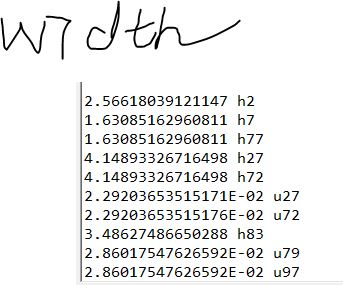 width
2.56618039121147 h2
1.63085162960811 h7
1.63085162960811 h77
4.14893326716498 h27
4.14893326716498 h72
2.29203653515171E-02 u27
2.29203653515176E-02 u72
3.48627486650288 h83
2.86017547626592E-02 u79
2.86017547626592E-02 u97